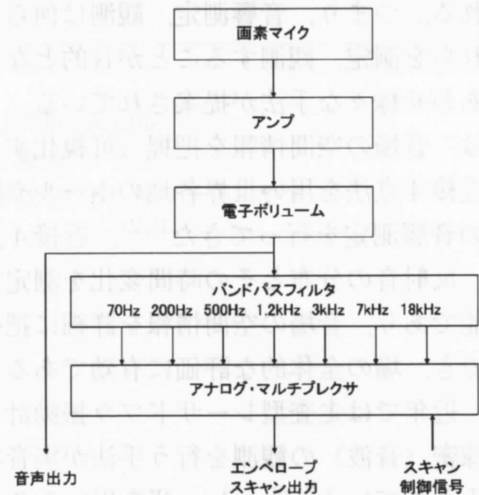 画素マイク
アンプ
電子ボリューム
バンドパスフィルタ
70Hz 200Hz 500Hz 1,2kHz 3kHz 7kHz 18kHz
アナログ・マルチプレクサ
音声出力
エンベロープ
スキャン出力
スキャン
制御信号